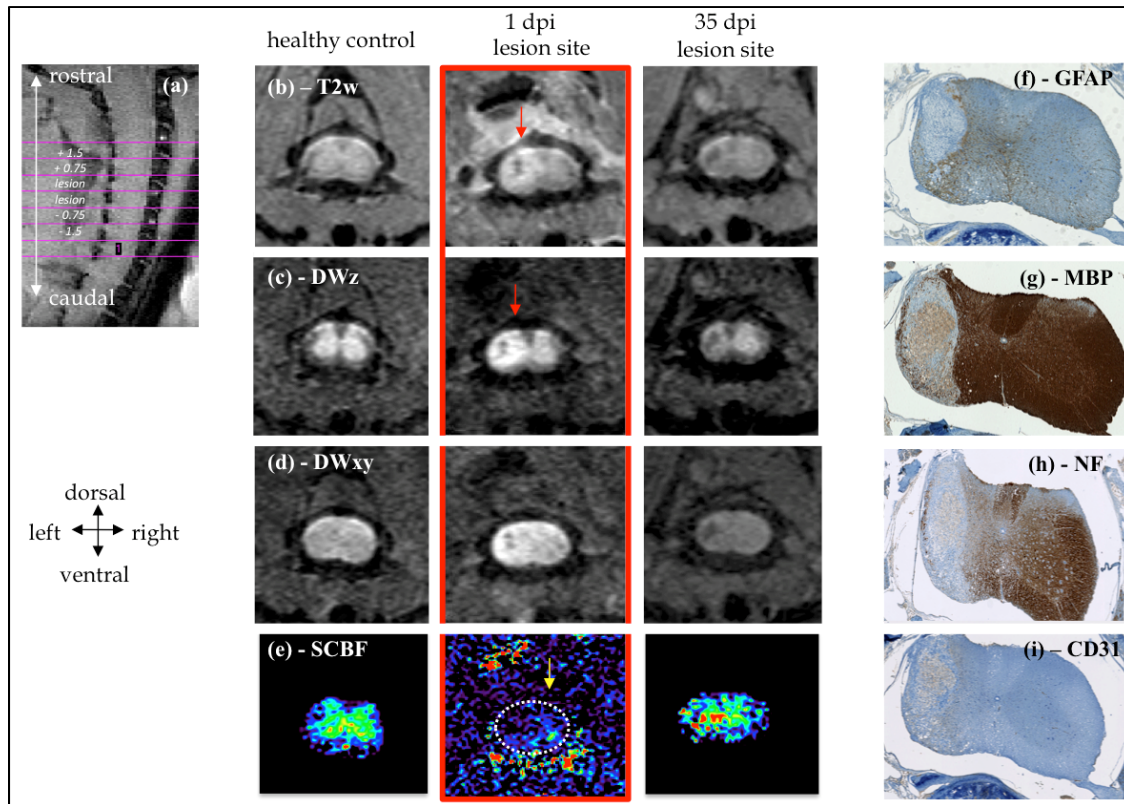 healthy control
1 dpi
lesion site
35 dpi
lesion site
rostral
(a)
+ 1.5
+ 0.75
lesion
lesion
- 0.75
- 1.5
caudal
(b) – T2w
(f) - GFAP
(c) - DWz
(g) - MBP
(d) - DWxy
(h) - NF
dorsal
left
right
ventral
(e) - SCBF
(i) – CD31